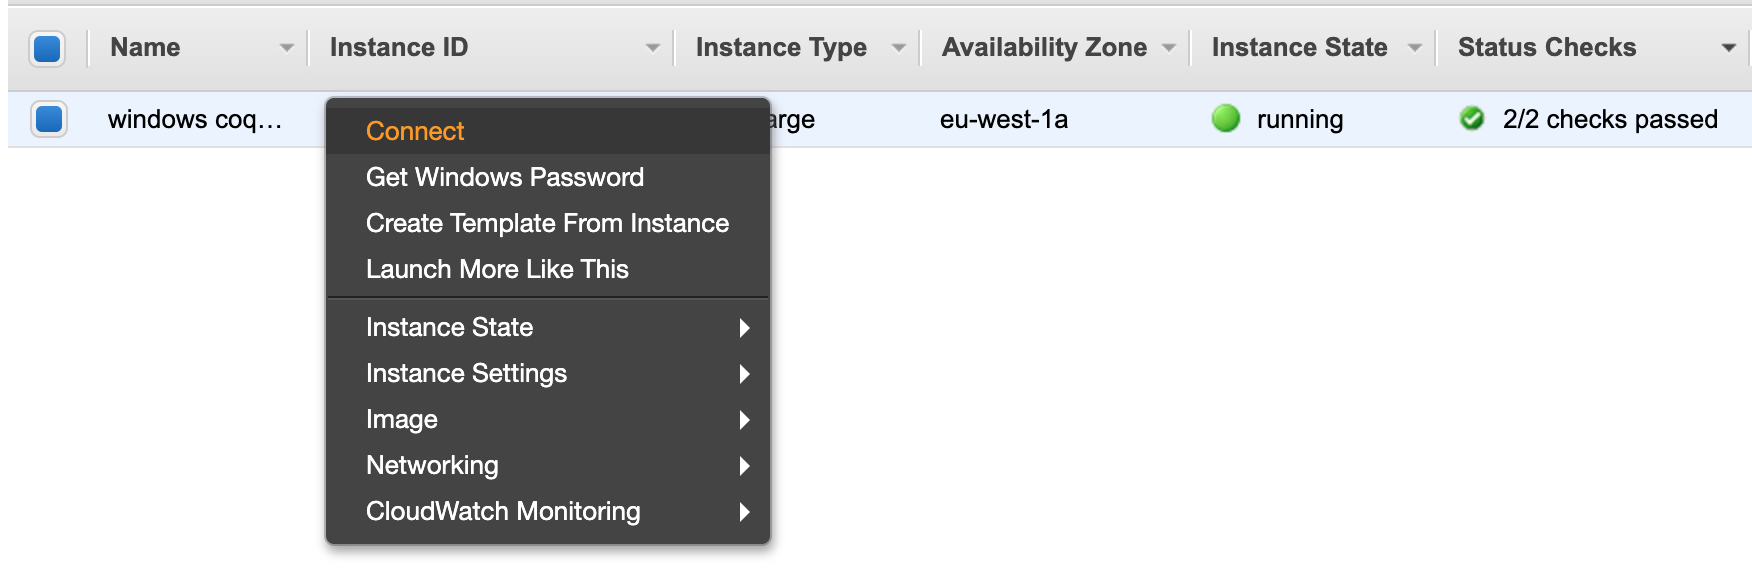 Name Instance ID Instance Type Availability Zone Instance State Status Checks
windows coq... eu-west-1a running 2/2 checks passed
Connect
Get Windows Password
Create Template From Instance
Launch More Like This
Instance State
Instance Settings
Image
Networking
CloudWatch Monitoring